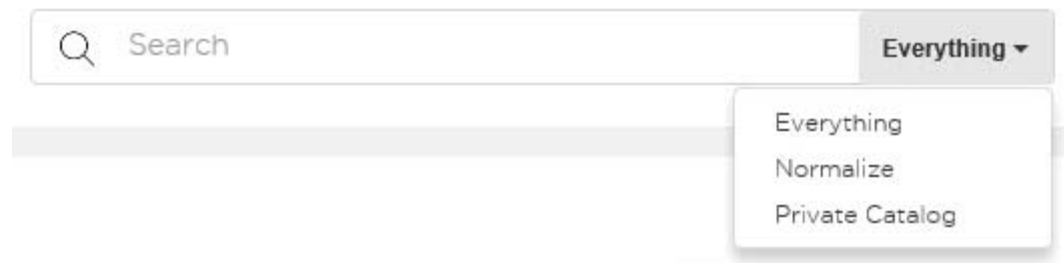 Search
Everything
Everything
Normalize
Private Catalog